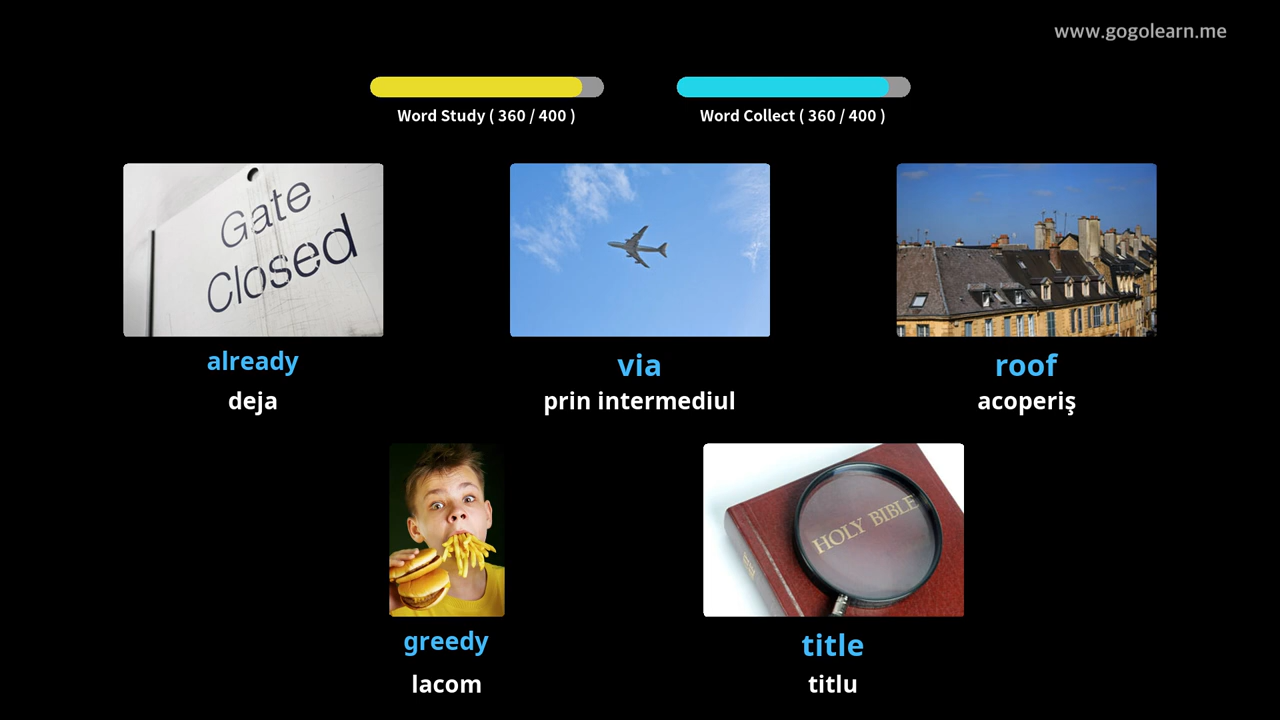 www.gogolearn.me
Word Study ( 360 / 400 )
Word Collect ( 360 / 400 )
Gate
Closed
already
deja
via
prin intermediul
roof
acoperiş
HOLY BIBLE
greedy
lacom
title
titlu